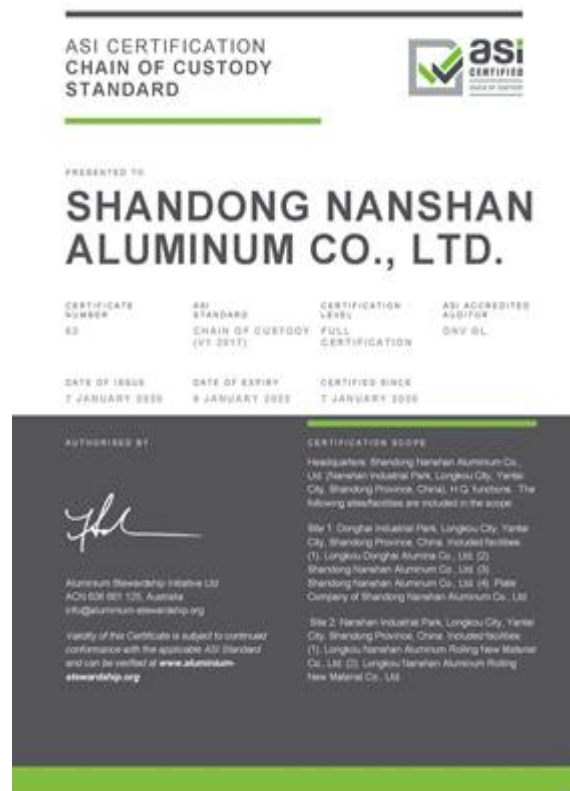 ASI CERTIFICATION
CHAIN OF CUSTODY
STANDARD
asi
CERTIFIED
CHAIN OF CUSTODY
PRESENTED TO
SHANDONG NANSHAN
ALUMINUM CO., LTD.
CERTIFICATE
NUMBER
ASI
STANDARD
CERTIFICATION
LEVEL
ASI ACCREDITED
AUDITOR
CHAIN OF CUSTODY
(V1 2017)
FULL
CERTIFICATION
DNV GL
DATE OF ISSUE
DATE OF EXPIRY
CERTIFIED SINCE
7 JANUARY 2020
7 JANUARY 2020
AUTHORISED BY
Aluminium Stewardship Initiative Ltd
ACN 606 661 125, Australia
info@aluminium-stewardship.org
Validity of this Certificate is subject to continued
conformance with the applicable ASI Standard
and can be verified at www.aluminium-
stewardship.org
CERTIFICATION SCOPE
Headquarters: Shandong Nanshan Aluminum Co.,
Ltd. (Nanshan Industrial Park, Longkou City, Yantai
City, Shandong Province, China), H.Q. functions. The
following sites/facilities are included in the scope:
Site 1: Donghai Industrial Park, Longkou City, Yantai
City, Shandong Province, China. Included facilities:
(1). Longkou Donghai Alumina Co., Ltd. (2).
Shandong Nanshan Aluminum Co., Ltd. (3).
Shandong Nanshan Aluminum Co., Ltd. (4). Plate
Company of Shandong Nanshan Aluminum Co., Ltd.
Site 2: Nanshan Industrial Park, Longkou City, Yantai
City, Shandong Province, China. Included facilities:
(1). Longkou Nanshan Aluminum Rolling New Material
Co., Ltd. (2). Longkou Nanshan Aluminum Rolling
New Material Co., Ltd.